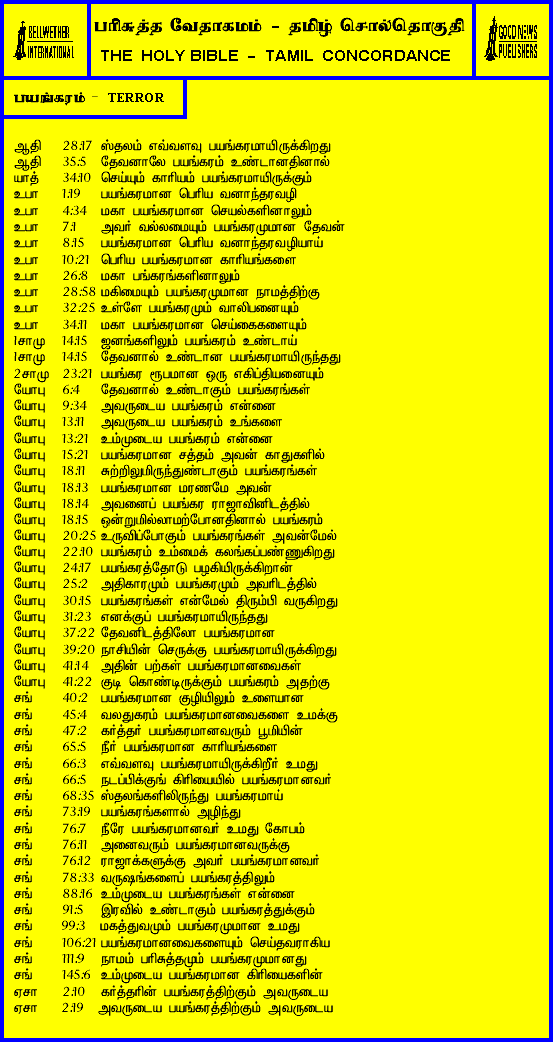 BELLWETHER
INTERNATIONAL
பரிசுத்த வேதாகமம் - தமிழ் சொல்தொகுதி
THE HOLY BIBLE - TAMIL CONCORDANCE
GOOD NEWS
PUBLISHERS
பயங்கரம் - TERROR
ஆதி 28:17 ஸ்தலம் எவ்வளவு பயங்கரமாயிருக்கிறது
ஆதி 35:5 தேவனாலே பயங்கரம் உண்டானதினால்
யாத் 34:10 செய்யும் காரியம் பயங்கரமாயிருக்கும்
உபா 1:19 பயங்கரமான பெரிய வனாந்தரவழி
உபா 4:34 மகா பயங்கரமான செயல்களினாலும்
உபா 7:1 அவர் வல்லமையும் பயங்கரமுமான தேவன்
உபா 8:15 பயங்கரமான பெரிய வனாந்தரவழியாய்
உபா 10:21 பெரிய பயங்கரமான காரியங்களை
உபா 26:8 மகா பங்கரங்களினாலும்
உபா 28:58 மகிமையும் பயங்கரமுமான நாமத்திற்கு
உபா 32:25 உள்ளே பயங்கரமும் வாலிபனையும்
உபா 34:11 மகா பயங்கரமான செய்கைகளையும்
1சாமு 14:15 ஜனங்களிலும் பயங்கரம் உண்டாய்
1சாமு 14:15 தேவனால் உண்டான பயங்கரமாயிருந்தது
2சாமு 23:21 பயங்கர ரூபமான ஒரு எகிப்தியனையும்
யோபு 6:4 தேவனால் உண்டாகும் பயங்கரங்கள்
யோபு 9:34 அவருடைய பயங்கரம் என்னை
யோபு 13:11 அவருடைய பயங்கரம் உங்களை
யோபு 13:21 உம்முடைய பயங்கரம் என்னை
யோபு 15:21 பயங்கரமான சத்தம் அவன் காதுகளில்
யோபு 18:11 சுற்றிலுமிருந்துண்டாகும் பயங்கரங்கள்
யோபு 18:13 பயங்கரமான மரணமே அவன்
யோபு 18:14 அவனைப் பயங்கர ராஜாவினிடத்தில்
யோபு 18:15 ஒன்றுமில்லாமற்போனதினால் பயங்கரம்
யோபு 20:25 உருவிப்போகும் பயங்கரங்கள் அவன்மேல்
யோபு 22:10 பயங்கரம் உம்மைக் கலங்கப்பண்ணுகிறது
யோபு 24:17 பயங்கரத்தோடு பழகியிருக்கிறான்
யோபு 25:2 அதிகாரமும் பயங்கரமும் அவரிடத்தில்
யோபு 30:15 பயங்கரங்கள் என்மேல் திரும்பி வருகிறது
யோபு 31:23 எனக்குப் பயங்கரமாயிருந்தது
யோபு 37:22 தேவனிடத்திலோ பயங்கரமான
யோபு 39:20 நாசியின் செருக்கு பயங்கரமாயிருக்கிறது
யோபு 41:14 அதின் பற்கள் பயங்கரமானவைகள்
யோபு 41:22 குடி கொண்டிருக்கும் பயங்கரம் அதற்கு
சங் 40:2 பயங்கரமான குழியிலும் உளையான
சங் 45:4 வலதுகரம் பயங்கரமானவைகளை உமக்கு
சங் 47:2 கர்த்தர் பயங்கரமானவரும் பூமியின்
சங் 65:5 நீர் பயங்கரமான காரியங்களை
சங் 66:3 எவ்வளவு பயங்கரமாயிருக்கிறீர் உமது
சங் 66:5 நடப்பிக்குங் கிரியையில் பயங்கரமானவர்
சங் 68:35 ஸ்தலங்களிலிருந்து பயங்கரமாய்
சங் 73:19 பயங்கரங்களால் அழிந்து
சங் 76:7 நீரே பயங்கரமானவர் உமது கோபம்
சங் 76:11 அனைவரும் பயங்கரமானவருக்கு
சங் 76:12 ராஜாக்களுக்கு அவர் பயங்கரமானவர்
சங் 78:33 வருஷங்களைப் பயங்கரத்திலும்
சங் 88:16 உம்முடைய பயங்கரங்கள் என்னை
சங் 91:5 இரவில் உண்டாகும் பயங்கரத்துக்கும்
சங் 99:3 மகத்துவமும் பயங்கரமுமான உமது
சங் 106:21 பயங்கரமானவைகளையும் செய்தவராகிய
சங் 111:9 நாமம் பரிசுத்தமும் பயங்கரமுமானது
சங் 145:6 உம்முடைய பயங்கரமான கிரியைகளின்
ஏசா 2:10 கர்த்தரின் பயங்கரத்திற்கும் அவருடைய
ஏசா 2:19 அவருடைய பயங்கரத்திற்கும் அவருடைய